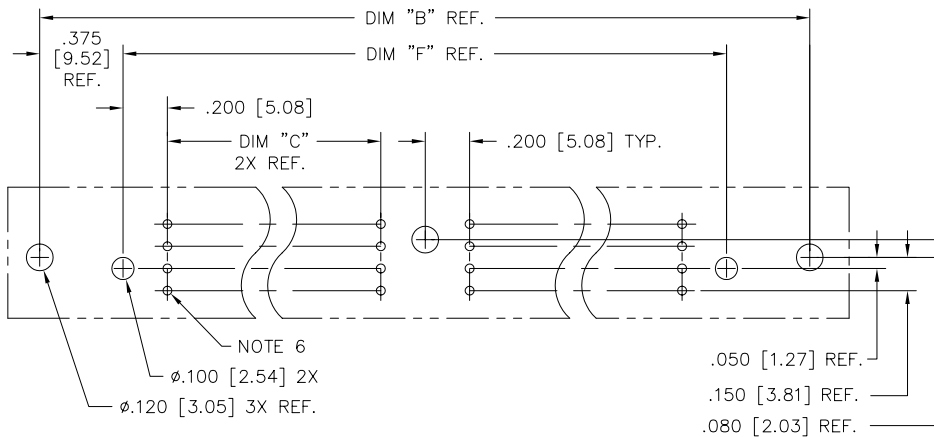 DIM "B" REF.
.375
[9.52]
REF.
DIM "F" REF.
.200 [5.08]
DIM "C"
2X REF.
.200 [5.08] TYP.
NOTE 6
ø.100 [2.54] 2X
ø.120 [3.05] 3X REF.
.050 [1.27] REF.
.150 [3.81] REF.
.080 [2.03] REF.